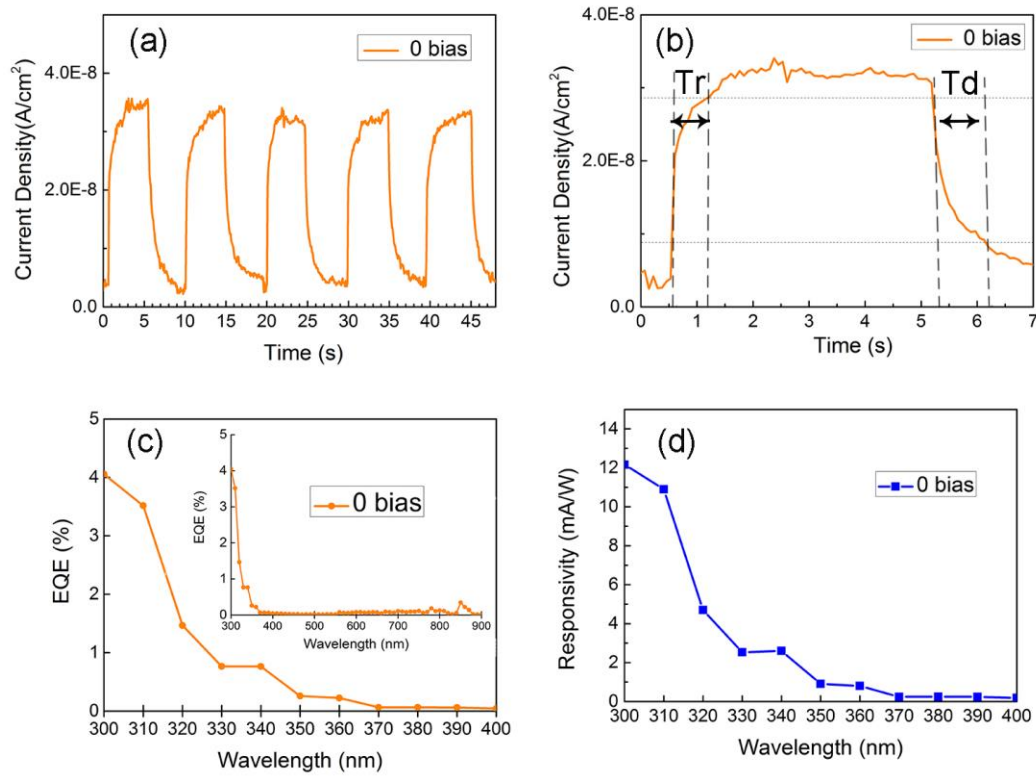 (a)
0 bias
4.0E-8
2.0E-8
0.0
Current Density(A/cm²)
0 5 10 15 20 25 30 35 40 45
Time (s)
(b)
0 bias
4.0E-8
2.0E-8
0.0
Current Density(A/cm²)
Tr
Td
0 1 2 3 4 5 6 7
Time (s)
(c)
0 bias
5
4
3
2
1
0
EQE (%)
300 310 320 330 340 350 360 370 380 390 400
Wavelength (nm)
5
4
3
2
1
0
EQE (%)
300 400 500 600 700 800 900
Wavelength (nm)
(d)
0 bias
14
12
10
8
6
4
2
0
Responsivity (mA/W)
300 310 320 330 340 350 360 370 380 390 400
Wavelength (nm)